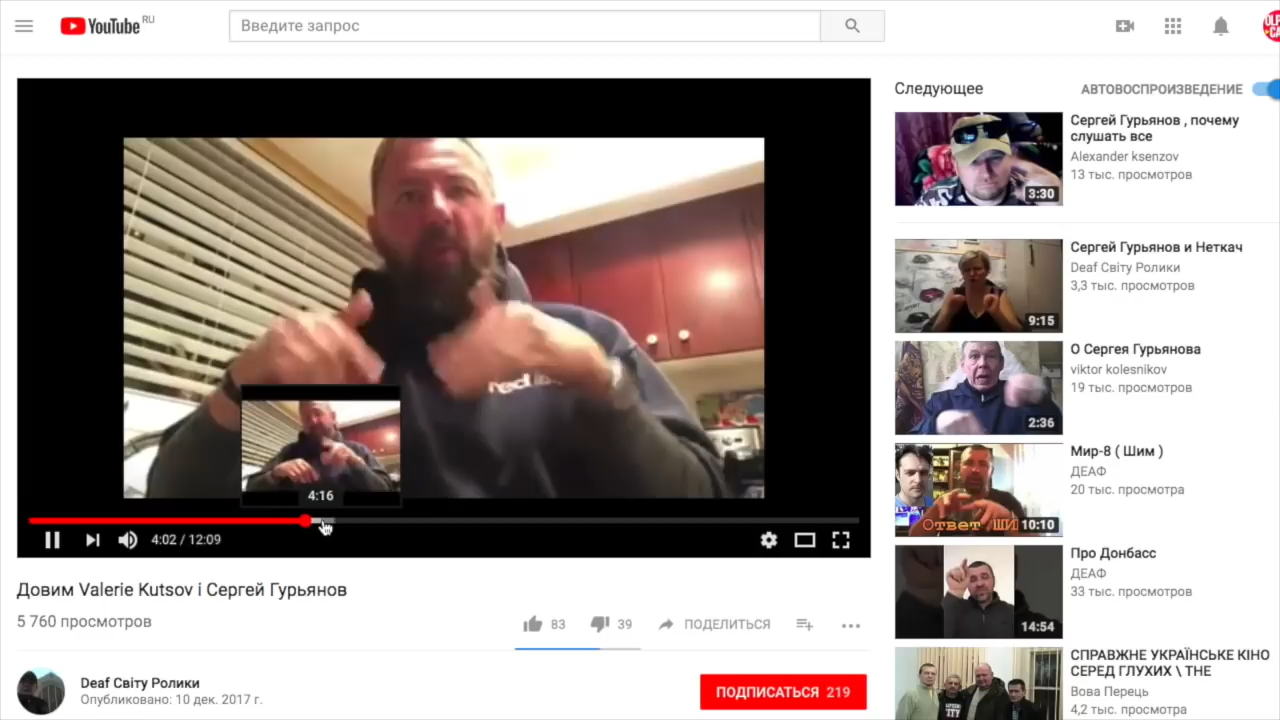 YouTube RU
Введите запрос
Следующее
АВТОВОСПРОИЗВЕДЕНИЕ
Сергей Гурьянов , почему
слушать все
Alexander ksenzov
13 тыс. просмотров
3:30
Сергей Гурьянов и Неткач
Deaf Світу Ролики
3,3 тыс. просмотров
9:15
О Сергея Гурьянова
viktor kolesnikov
19 тыс. просмотров
2:36
Мир-8 ( Шим )
ДЕАФ
20 тыс. просмотра
Ответ ШИ
10:10
Про Донбасс
ДЕАФ
33 тыс. просмотров
14:54
СПРАВЖНЕ УКРАЇНСЬКЕ КІНО
СЕРЕД ГЛУХИХ \ THE
Вова Перець
4,2 тыс. просмотра
4:16
4:02 / 12:09
Довим Valerie Kutsov і Сергей Гурьянов
5 760 просмотров
83
39
ПОДЕЛИТЬСЯ
Deaf Світу Ролики
Опубликовано: 10 дек. 2017 г.
ПОДПИСАТЬСЯ 219